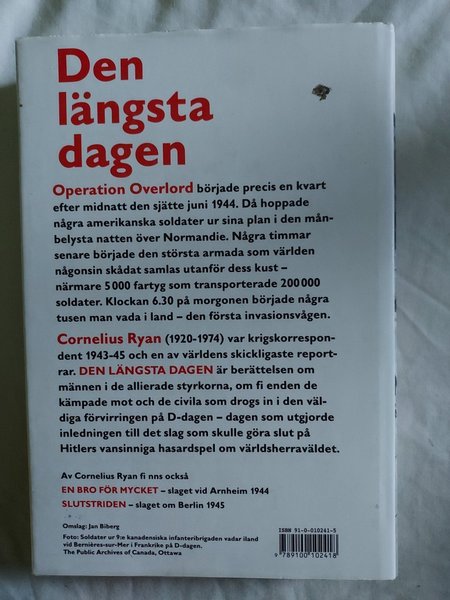 Den
längsta
dagen
Operation Overlord började precis en kvart
efter midnatt den sjätte juni 1944. Då hoppade
några amerikanska soldater ur sina plan i den mån-
belysta natten över Normandie. Några timmar
senare började den största armada som världen
någonsin skådat samlas utanför dess kust –
närmare 5 000 fartyg som transporterade 200 000
soldater. Klockan 6.30 på morgonen började några
tusen man vada i land – den första invasionsvågen.
Cornelius Ryan (1920-1974) var krigskorrespon-
dent 1943-45 och en av världens skickligaste report-
rar. DEN LÄNGSTA DAGEN är berättelsen om
männen i de allierade styrkorna, om fi enden de
kämpade mot och de civila som drogs in i den väl-
diga förvirringen på D-dagen – dagen som utgjorde
inledningen till det slag som skulle göra slut på
Hitlers vansinniga hasardspel om världsherraväldet.
Av Cornelius Ryan fi nns också
EN BRO FÖR MYCKET – slaget vid Arnheim 1944
SLUTSTRIDEN – slaget om Berlin 1945
Omslag: Jan Biberg
Foto: Soldater ur 9:e kanadensiska infanteribrigaden vadar iland
vid Bernières-sur-Mer i Frankrike på D-dagen.
The Public Archives of Canada, Ottawa
ISBN 91-0-010241-5
9 789100 102418